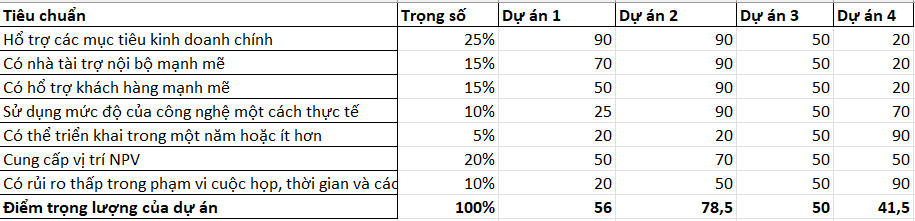 Tiêu chuẩn Trọng số Dự án 1 Dự án 2 Dự án 3 Dự án 4
Hổ trợ các mục tiêu kinh doanh chính 25% 90 90 50 20
Có nhà tài trợ nội bộ mạnh mẽ 15% 70 90 50 20
Có hổ trợ khách hàng mạnh mẽ 15% 50 90 50 20
Sử dụng mức độ của công nghệ một cách thực tế 10% 25 90 50 70
Có thể triển khai trong một năm hoặc ít hơn 5% 20 20 50 90
Cung cấp vị trí NPV 20% 50 70 50 50
Có rủi ro thấp trong phạm vi cuộc họp, thời gian và các 10% 20 50 50 90
Điểm trọng lượng của dự án 100% 56 78,5 50 41,5